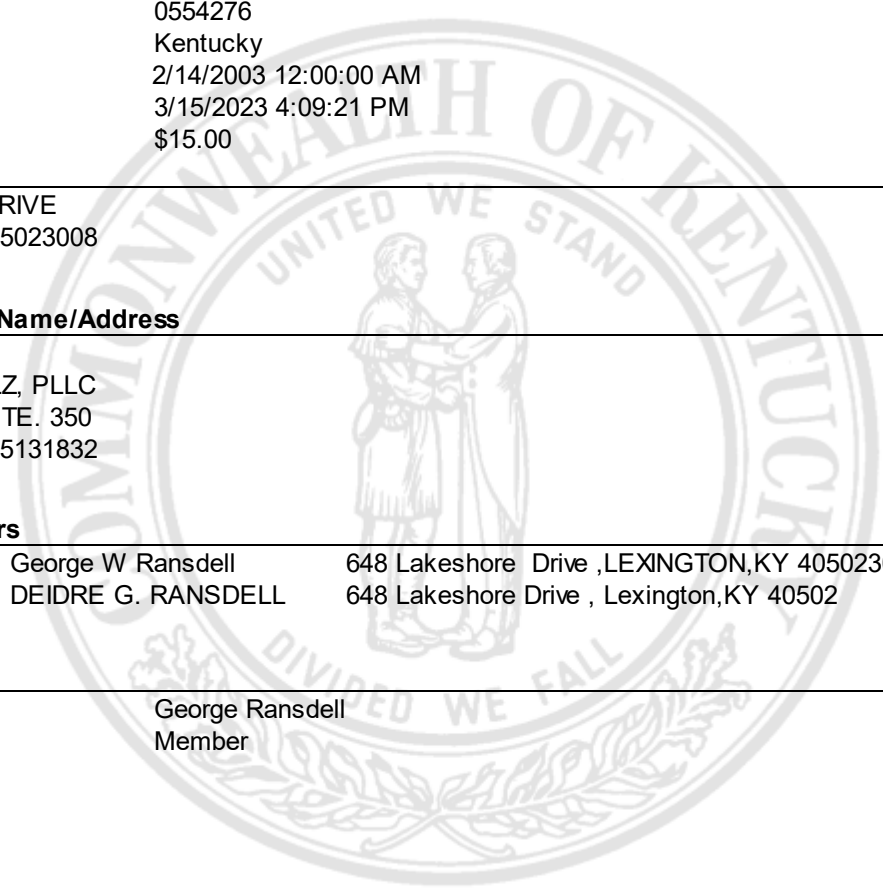 0554276
Kentucky
2/14/2003 12:00:00 AM
3/15/2023 4:09:21 PM
$15.00
RIVE
5023008
Name/Address
Z, PLLC
TE. 350
5131832
rs
George W Ransdell 648 Lakeshore Drive ,LEXINGTON,KY 405023
DEIDRE G. RANSDELL 648 Lakeshore Drive , Lexington,KY 40502
George Ransdell
Member
COMMONWEALTH OF KENTUCKY
UNITED WE STAND
DIVIDED WE FALL